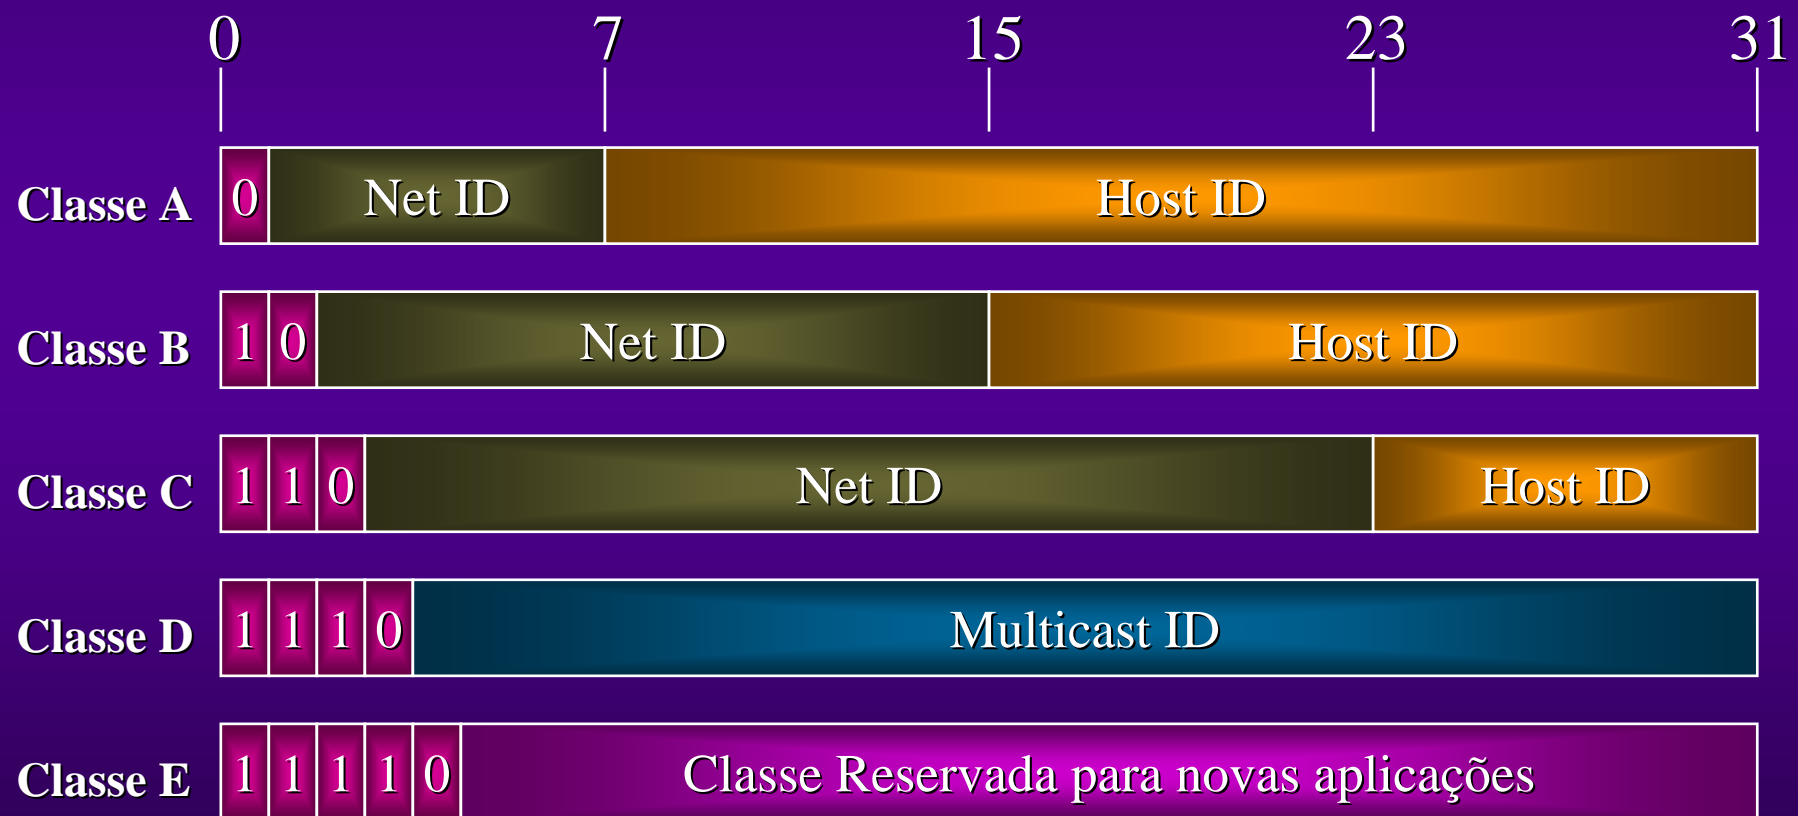 0 7 15 23 31
Classe A 0 Net ID Host ID
Classe B 1 0 Net ID Host ID
Classe C 1 1 0 Net ID Host ID
Classe D 1 1 1 0 Multicast ID
Classe E 1 1 1 1 0 Classe Reservada para novas aplicações